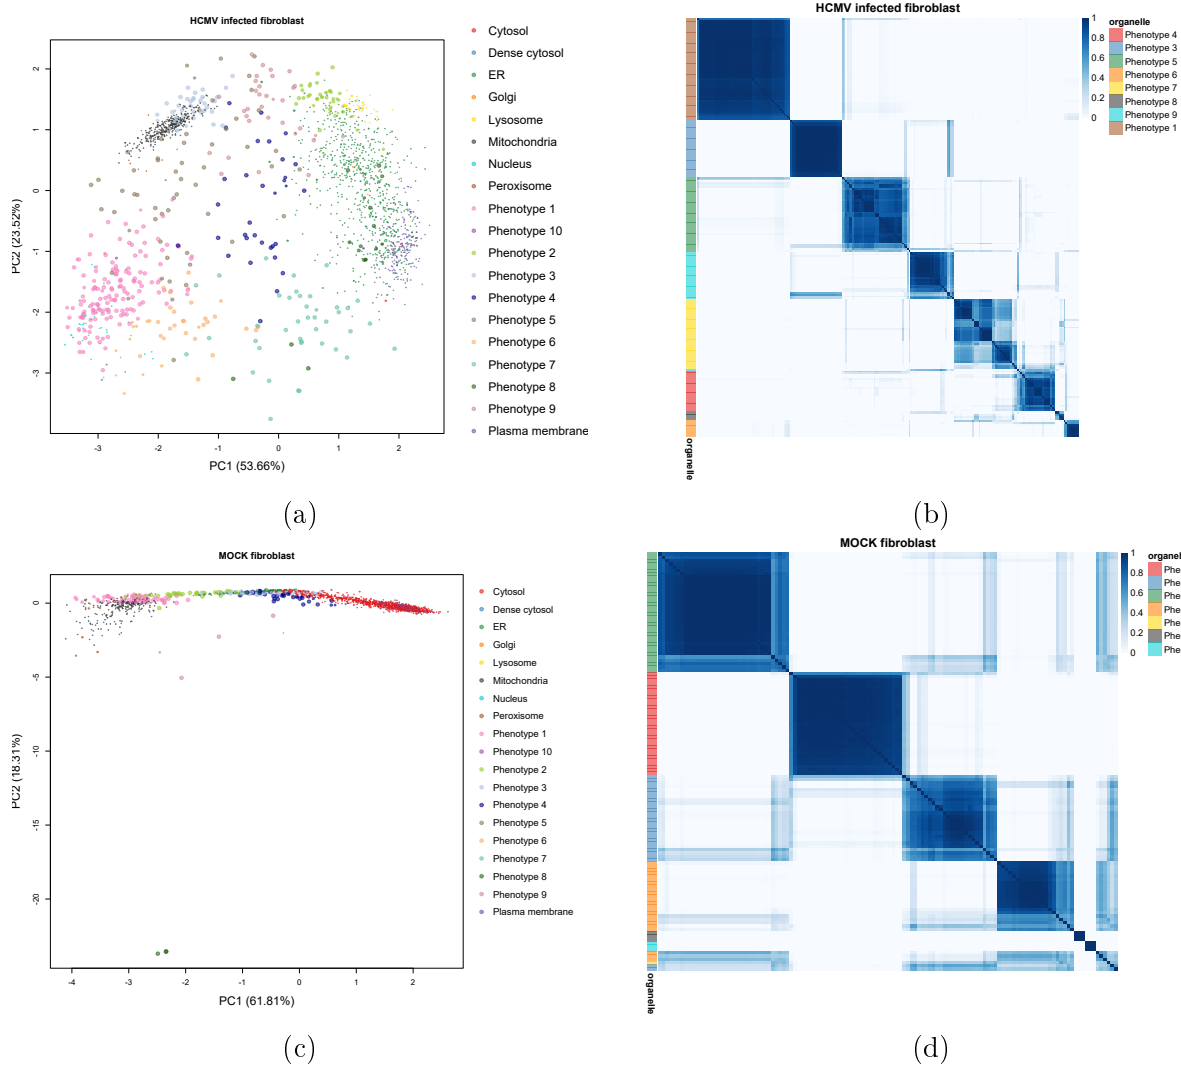 HCMV infected fibroblast
2
1
0
-1
-2
-3
PC2 (23.52%)
-3
-2
-1
0
1
2
PC1 (53.66%)
Cytosol
Dense cytosol
ER
Golgi
Lysosome
Mitochondria
Nucleus
Peroxisome
Phenotype 1
Phenotype 10
Phenotype 2
Phenotype 3
Phenotype 4
Phenotype 5
Phenotype 6
Phenotype 7
Phenotype 8
Phenotype 9
Plasma membrane
(a)
HCMV infected fibroblast
1
0.8
0.6
0.4
0.2
0
organelle
Phenotype 4
Phenotype 3
Phenotype 5
Phenotype 6
Phenotype 7
Phenotype 8
Phenotype 9
Phenotype 1
organelle
(b)
MOCK fibroblast
0
-5
-10
-15
-20
PC2 (18.31%)
-4
-3
-2
-1
0
1
2
PC1 (61.81%)
Cytosol
Dense cytosol
ER
Golgi
Lysosome
Mitochondria
Nucleus
Peroxisome
Phenotype 1
Phenotype 10
Phenotype 2
Phenotype 3
Phenotype 4
Phenotype 5
Phenotype 6
Phenotype 7
Phenotype 8
Phenotype 9
Plasma membrane
(c)
MOCK fibroblast
1
0.8
0.6
0.4
0.2
0
organel
Phe
Phe
Phe
Phe
Phe
Phe
Phe
organelle
(d)